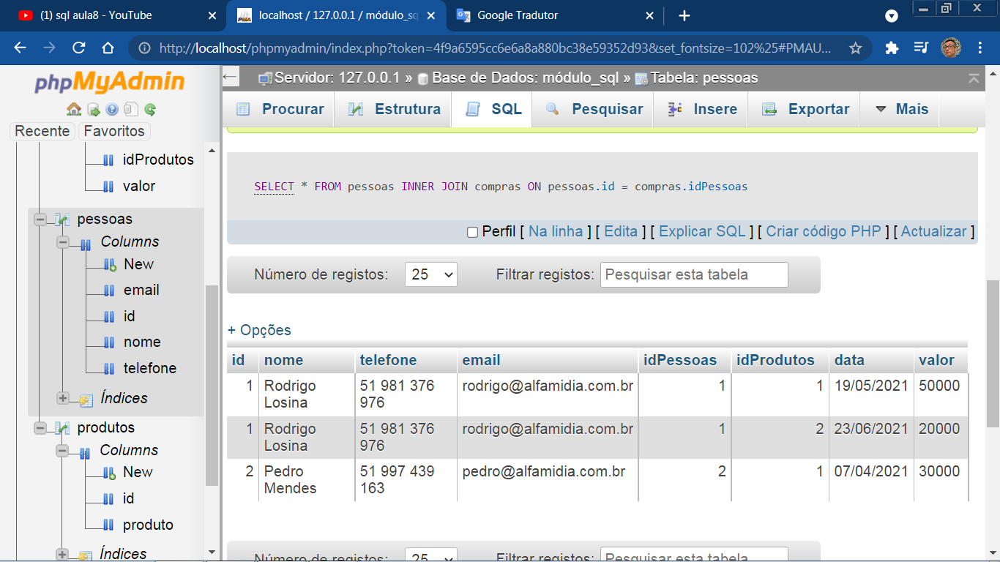 (1) sql aula8 - YouTube
localhost / 127.0.0.1 / módulo_sq
Google Tradutor
http://localhost/phpmyadmin/index.php?token=4f9a6595cc6e6a8a880bc38e59352d93&set_fontsize=102%25#PMAU...
phpMyAdmin
Recente Favoritos
idProdutos
valor
pessoas
Columns
New
email
id
nome
telefone
Índices
produtos
Columns
New
id
produto
Índices
Servidor: 127.0.0.1 » Base de Dados: módulo_sql » Tabela: pessoas
Procurar Estrutura SQL Pesquisar Insere Exportar Mais
SELECT * FROM pessoas INNER JOIN compras ON pessoas.id = compras.idPessoas
Perfil [ Na linha ] [ Edita ] [ Explicar SQL ] [ Criar código PHP ] [ Actualizar ]
Número de registos: 25 Filtrar registos: Pesquisar esta tabela
+ Opções
id nome telefone email idPessoas idProdutos data valor
1 Rodrigo Losina 51 981 376 976 rodrigo@alfamidia.com.br 1 1 19/05/2021 50000
1 Rodrigo Losina 51 981 376 976 rodrigo@alfamidia.com.br 1 2 23/06/2021 20000
2 Pedro Mendes 51 997 439 163 pedro@alfamidia.com.br 2 1 07/04/2021 30000
Número de registos: 25 Filtrar registos: Pesquisar esta tabela